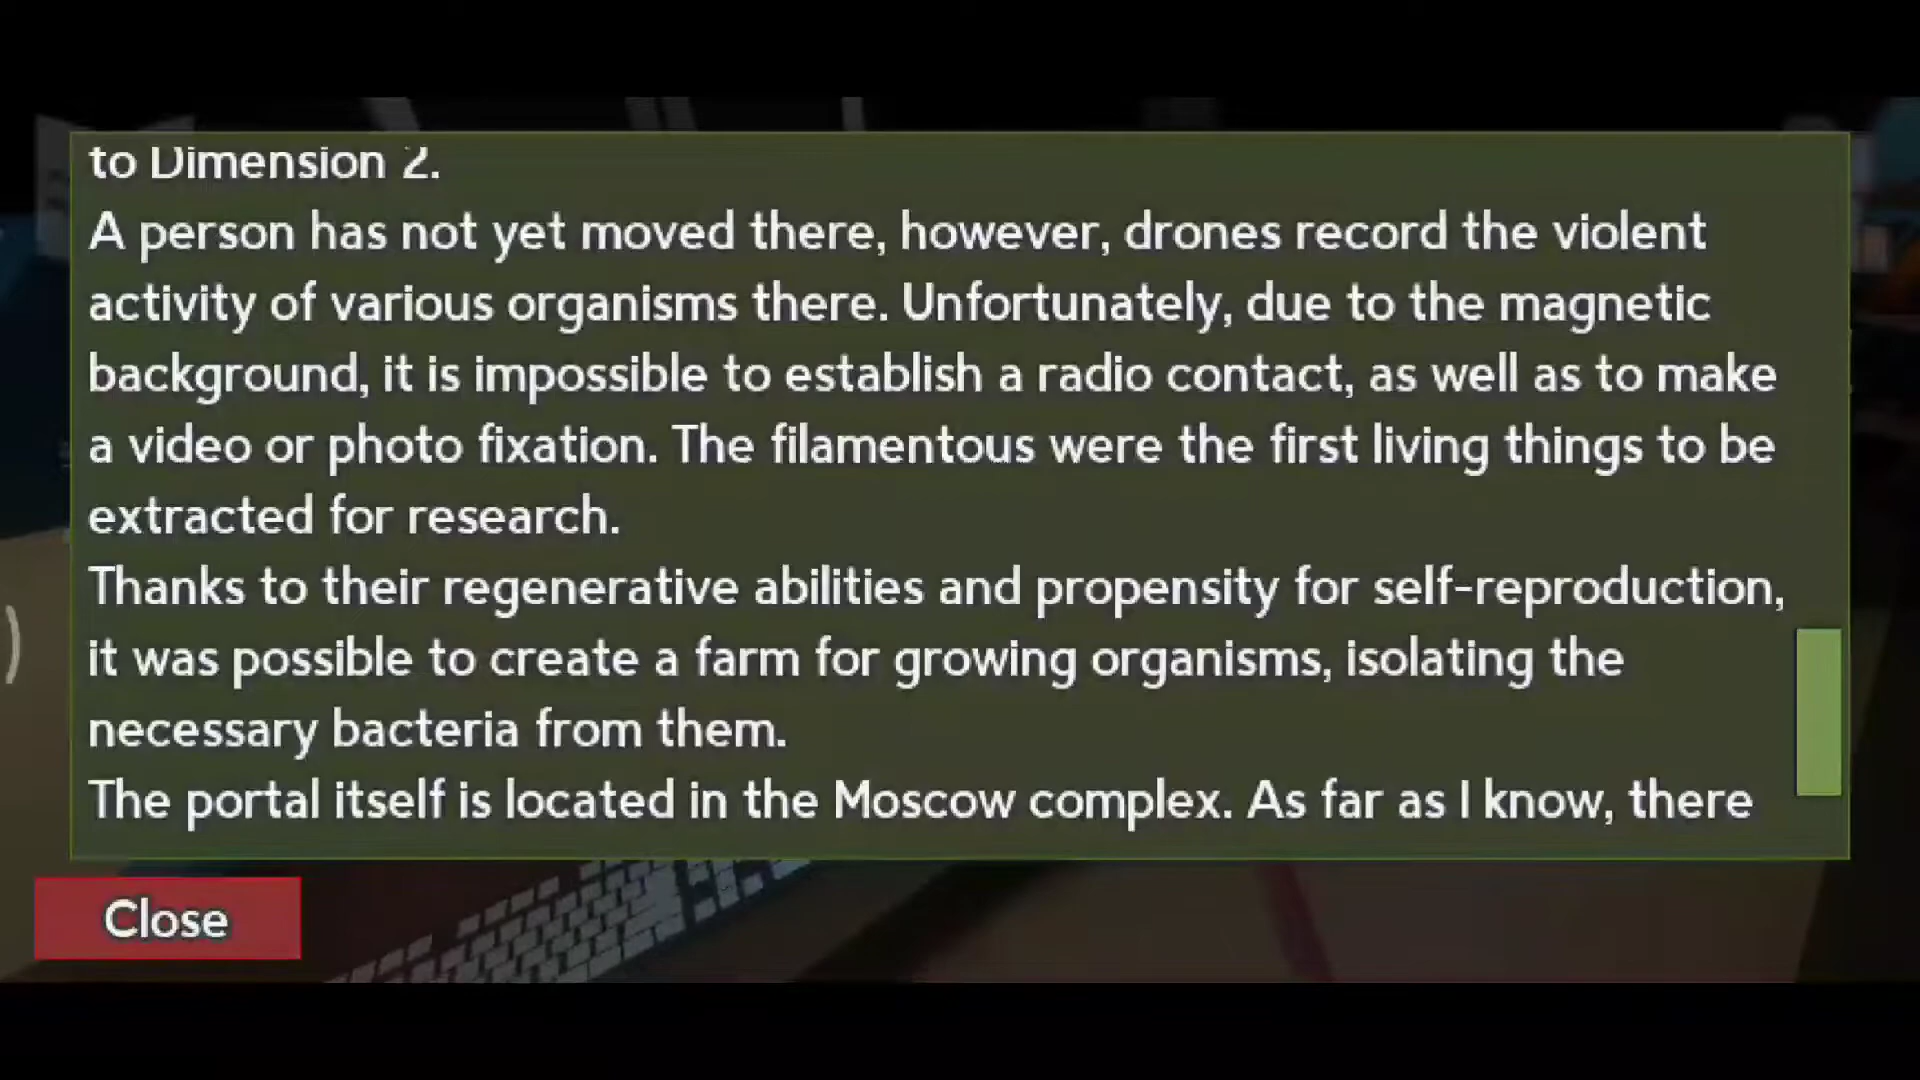 to Dimension 2.
A person has not yet moved there, however, drones record the violent
activity of various organisms there. Unfortunately, due to the magnetic
background, it is impossible to establish a radio contact, as well as to make
a video or photo fixation. The filamentous were the first living things to be
extracted for research.
Thanks to their regenerative abilities and propensity for self-reproduction,
it was possible to create a farm for growing organisms, isolating the
necessary bacteria from them.
The portal itself is located in the Moscow complex. As far as I know, there
Close